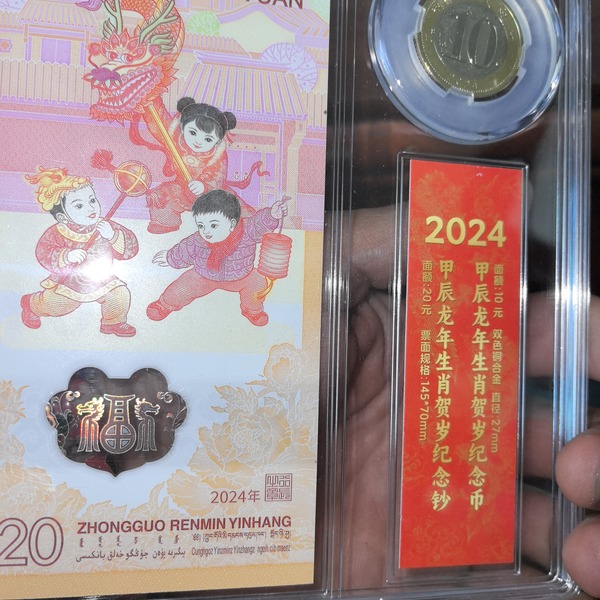 YUAN
10
福
2024年
20
ZHONGGUO RENMIN YINHANG
2024
甲辰龙年生肖贺岁纪念币
面额:10元 双色铜合金 直径:27mm
甲辰龙年生肖贺岁纪念钞
面额:20元 票面规格:145*70mm